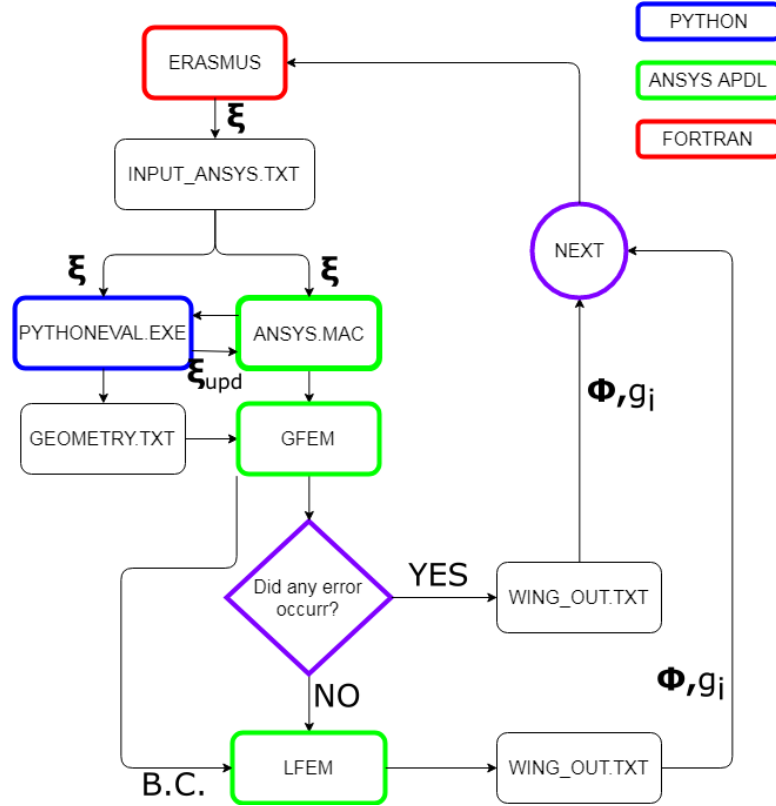 PYTHON
ERASMUS
ANSYS APDL
ξ
FORTRAN
INPUT_ANSYS.TXT
ξ
ξ
NEXT
PYTHONEVAL.EXE
ANSYS.MAC
ξupd
Φ,gi
GEOMETRY.TXT
GFEM
YES
Did any error
occurr?
WING_OUT.TXT
NO
Φ,gi
LFEM
WING_OUT.TXT
B.C.